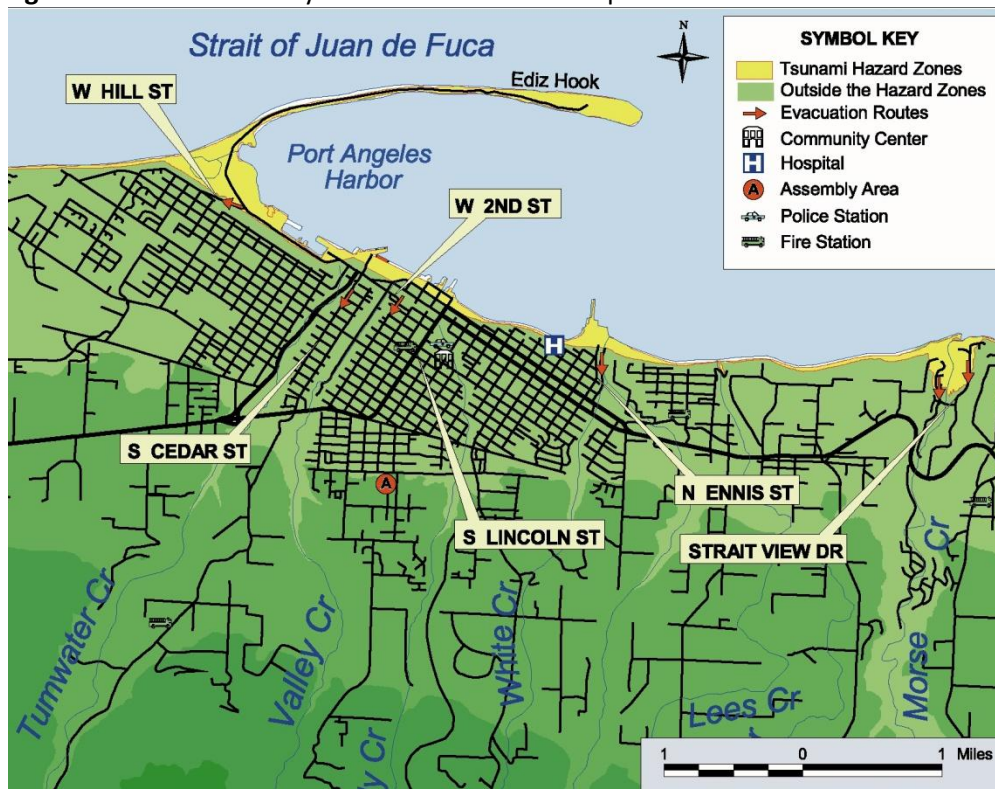 Strait of Juan de Fuca
Ediz Hook
W HILL ST
Port Angeles
Harbor
W 2ND ST
SYMBOL KEY
Tsunami Hazard Zones
Outside the Hazard Zones
Evacuation Routes
Community Center
H
Hospital
A
Assembly Area
Police Station
Fire Station
H
S CEDAR ST
A
S LINCOLN ST
N ENNIS ST
STRAIT VIEW DR
Tumwater Cr
Valley Cr
White Cr
Lees Cr
Morse Cr
1 0 1 Miles